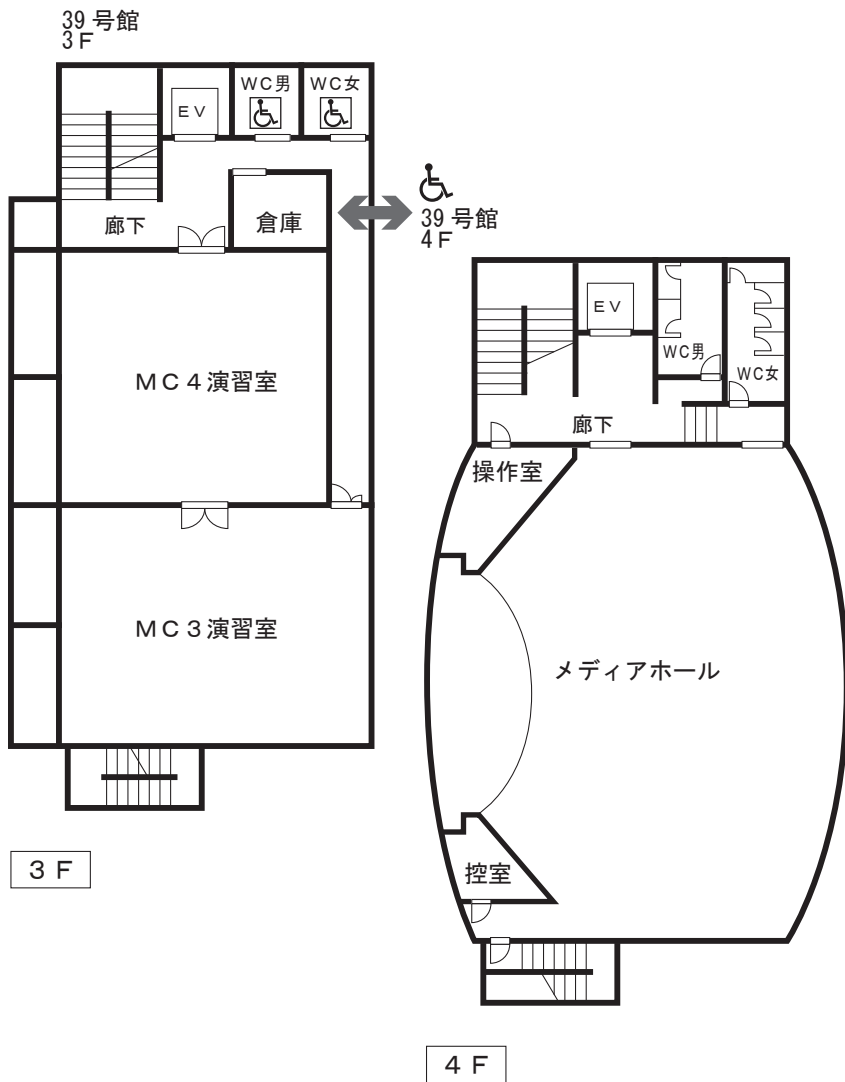 39 号館
3 F
WC男
WC女
EV
倉庫
廊下
MC4演習室
MC3演習室
3 F
39 号館
4 F
EV
WC男
WC女
廊下
操作室
メディアホール
控室
4 F